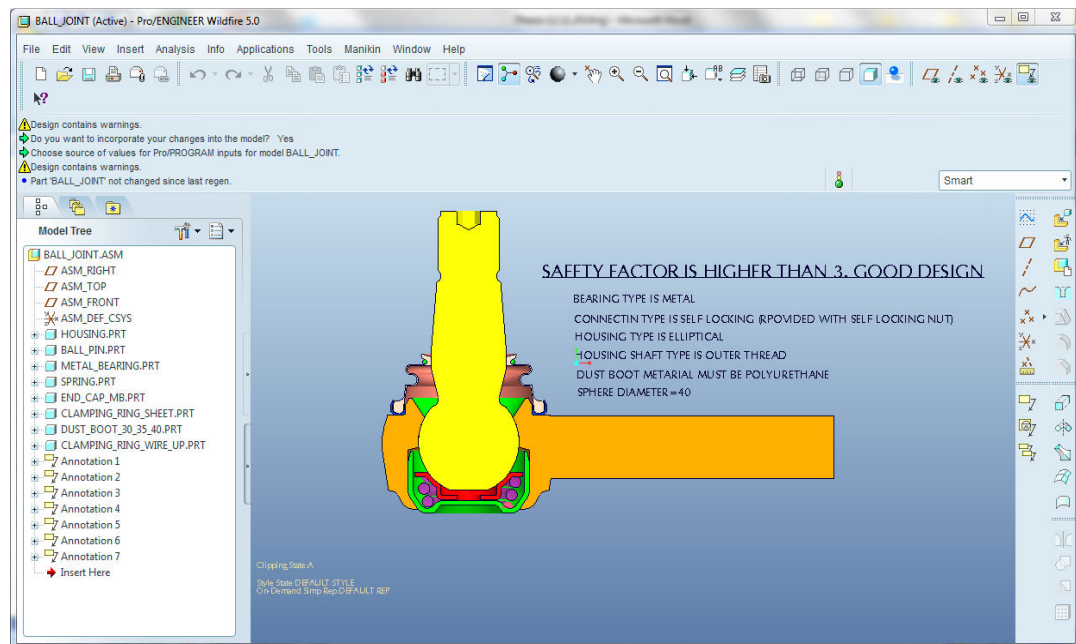 BALL_JOINT (Active) - Pro/ENGINEER Wildfire 5.0
File Edit View Insert Analysis Info Applications Tools Manikin Window Help
Design contains warnings.
Do you want to incorporate your changes into the model? Yes
Choose source of values for Pro/PROGRAM inputs for model BALL_JOINT.
Design contains warnings.
Part 'BALL_JOINT' not changed since last regen.
Smart
Model Tree
BALL_JOINT.ASM
ASM_RIGHT
ASM_TOP
ASM_FRONT
ASM_DEF_CSYS
HOUSING.PRT
BALL_PIN.PRT
METAL_BEARING.PRT
SPRING.PRT
END_CAP_MB.PRT
CLAMPING_RING_SHEET.PRT
DUST_BOOT_30_35_40.PRT
CLAMPING_RING_WIRE_UP.PRT
Annotation 1
Annotation 2
Annotation 3
Annotation 4
Annotation 5
Annotation 6
Annotation 7
Insert Here
SAFETY FACTOR IS HIGHER THAN 3. GOOD DESIGN
BEARING TYPE IS METAL
CONNECTIN TYPE IS SELF LOCKING (RPOVIDED WITH SELF LOCKING NUT)
HOUSING TYPE IS ELLIPTICAL
HOUSING SHAFT TYPE IS OUTER THREAD
DUST BOOT METARIAL MUST BE POLYURETHANE
SPHERE DIAMETER=40
Clipping State:A
Style State:DEFAULT STYLE
On-Demand Simp Rep:DEFAULT REP